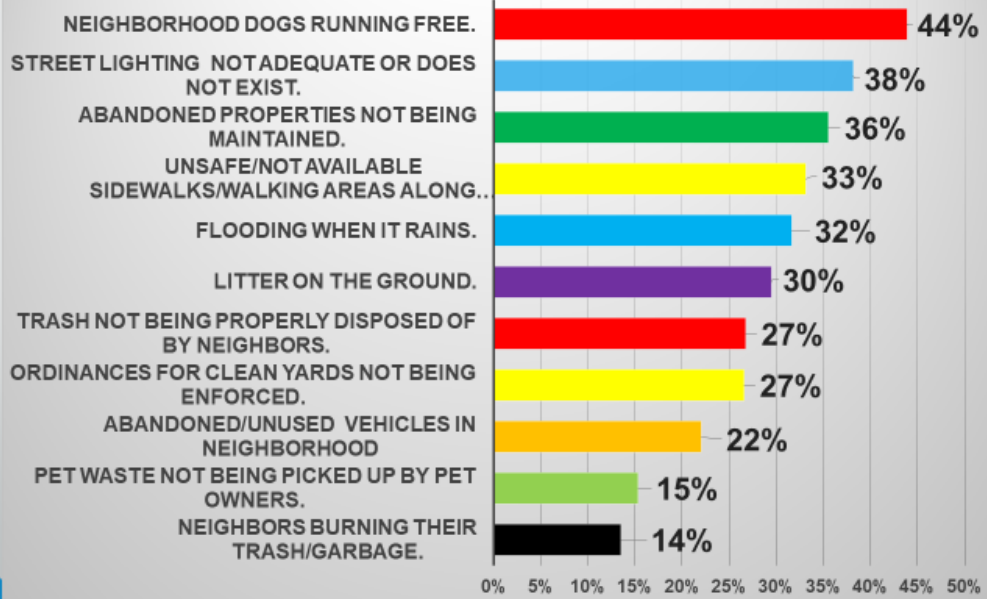 NEIGHBORHOOD DOGS RUNNING FREE.
44%
STREET LIGHTING NOT ADEQUATE OR DOES
NOT EXIST.
38%
ABANDONED PROPERTIES NOT BEING
MAINTAINED.
36%
UNSAFE/NOT AVAILABLE
SIDEWALKS/WALKING AREAS ALONG...
33%
FLOODING WHEN IT RAINS.
32%
LITTER ON THE GROUND.
30%
TRASH NOT BEING PROPERLY DISPOSED OF
BY NEIGHBORS.
27%
ORDINANCES FOR CLEAN YARDS NOT BEING
ENFORCED.
27%
ABANDONED/UNUSED VEHICLES IN
NEIGHBORHOOD
22%
PET WASTE NOT BEING PICKED UP BY PET
OWNERS.
15%
NEIGHBORS BURNING THEIR
TRASH/GARBAGE.
14%
0% 5% 10% 15% 20% 25% 30% 35% 40% 45% 50%